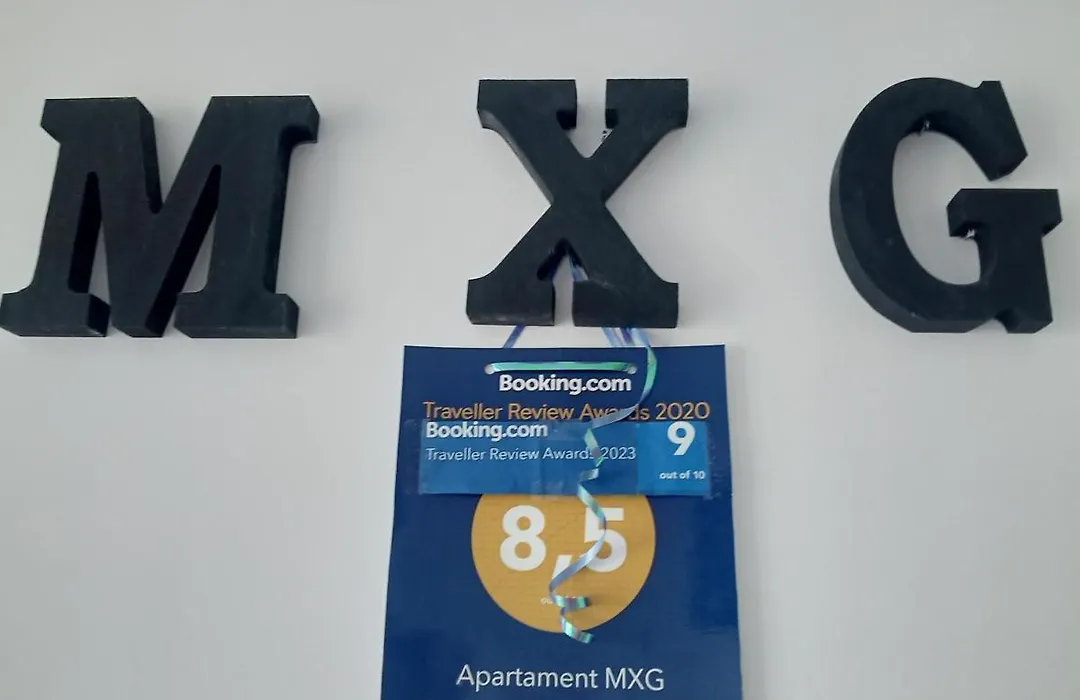 M X G
Booking.com
Traveller Review Awards 2020
Booking.com
Traveller Review Awards 2023
9
out of 10
8,5
Apartament MXG